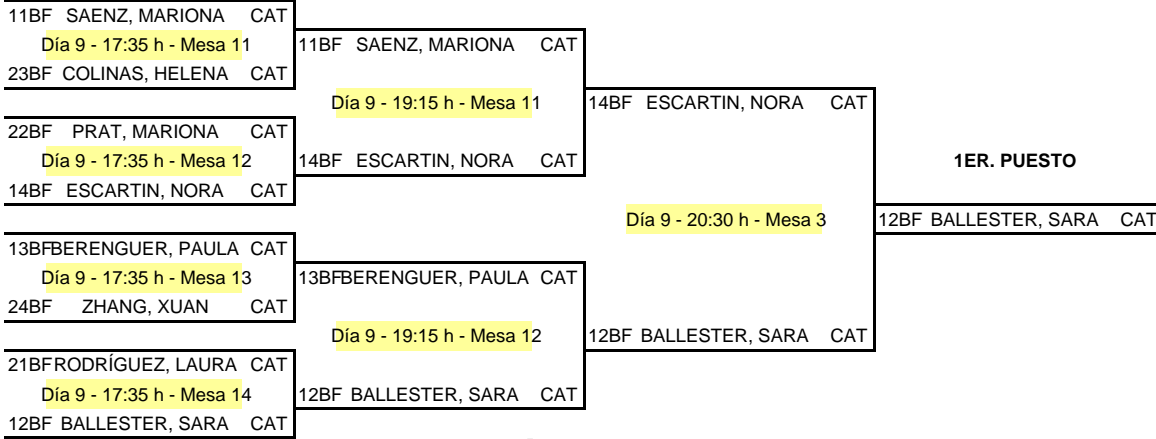 11BF SAENZ, MARIONA CAT
Día 9 - 17:35 h - Mesa 11
23BF COLINAS, HELENA CAT
22BF PRAT, MARIONA CAT
Día 9 - 17:35 h - Mesa 12
14BF ESCARTIN, NORA CAT
13BFBERENGUER, PAULA CAT
Día 9 - 17:35 h - Mesa 13
24BF ZHANG, XUAN CAT
21BFRODRÍGUEZ, LAURA CAT
Día 9 - 17:35 h - Mesa 14
12BF BALLESTER, SARA CAT
11BF SAENZ, MARIONA CAT
Día 9 - 19:15 h - Mesa 11
14BF ESCARTIN, NORA CAT
13BFBERENGUER, PAULA CAT
Día 9 - 19:15 h - Mesa 12
12BF BALLESTER, SARA CAT
14BF ESCARTIN, NORA CAT
Día 9 - 20:30 h - Mesa 3
12BF BALLESTER, SARA CAT
1ER. PUESTO
12BF BALLESTER, SARA CAT